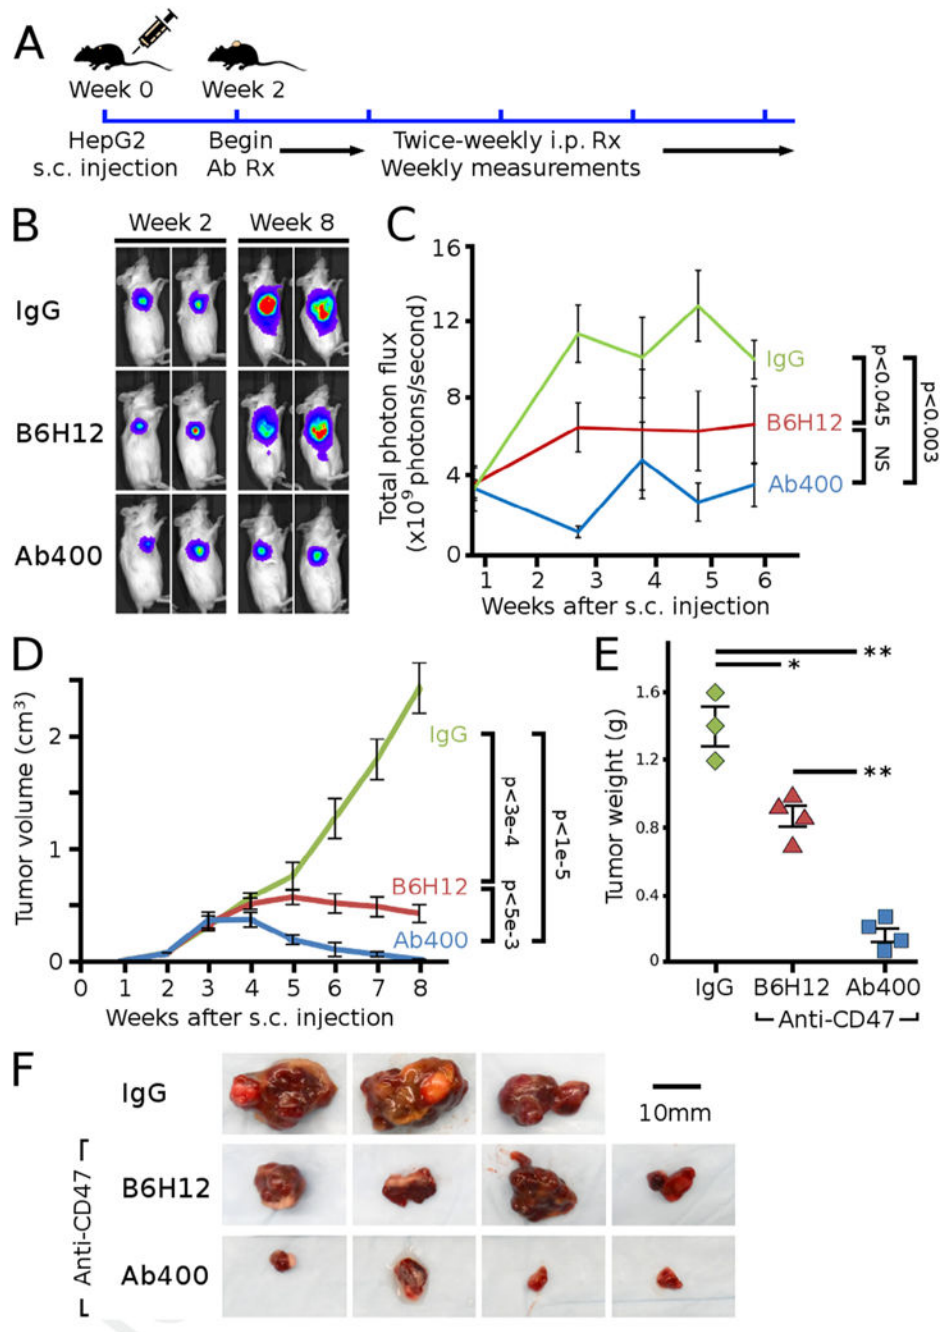 A
Week 0
Week 2
HepG2
s.c. injection
Begin
Ab Rx
Twice-weekly i.p. Rx
Weekly measurements
B
Week 2
Week 8
IgG
B6H12
Ab400
C
Total photon flux
(x10⁹ photons/second)
16
12
8
4
0
IgG
B6H12
Ab400
p<0.045
NS
p<0.003
1 2 3 4 5 6
Weeks after s.c. injection
D
Tumor volume (cm³)
2
1
0
IgG
B6H12
Ab400
p<3e-4
p<5e-3
p<1e-5
0 1 2 3 4 5 6 7 8
Weeks after s.c. injection
E
Tumor weight (g)
1.6
1.2
0.8
0.4
0
**
*
**
IgG B6H12 Ab400
Anti-CD47
F
IgG
10mm
Anti-CD47
B6H12
Ab400